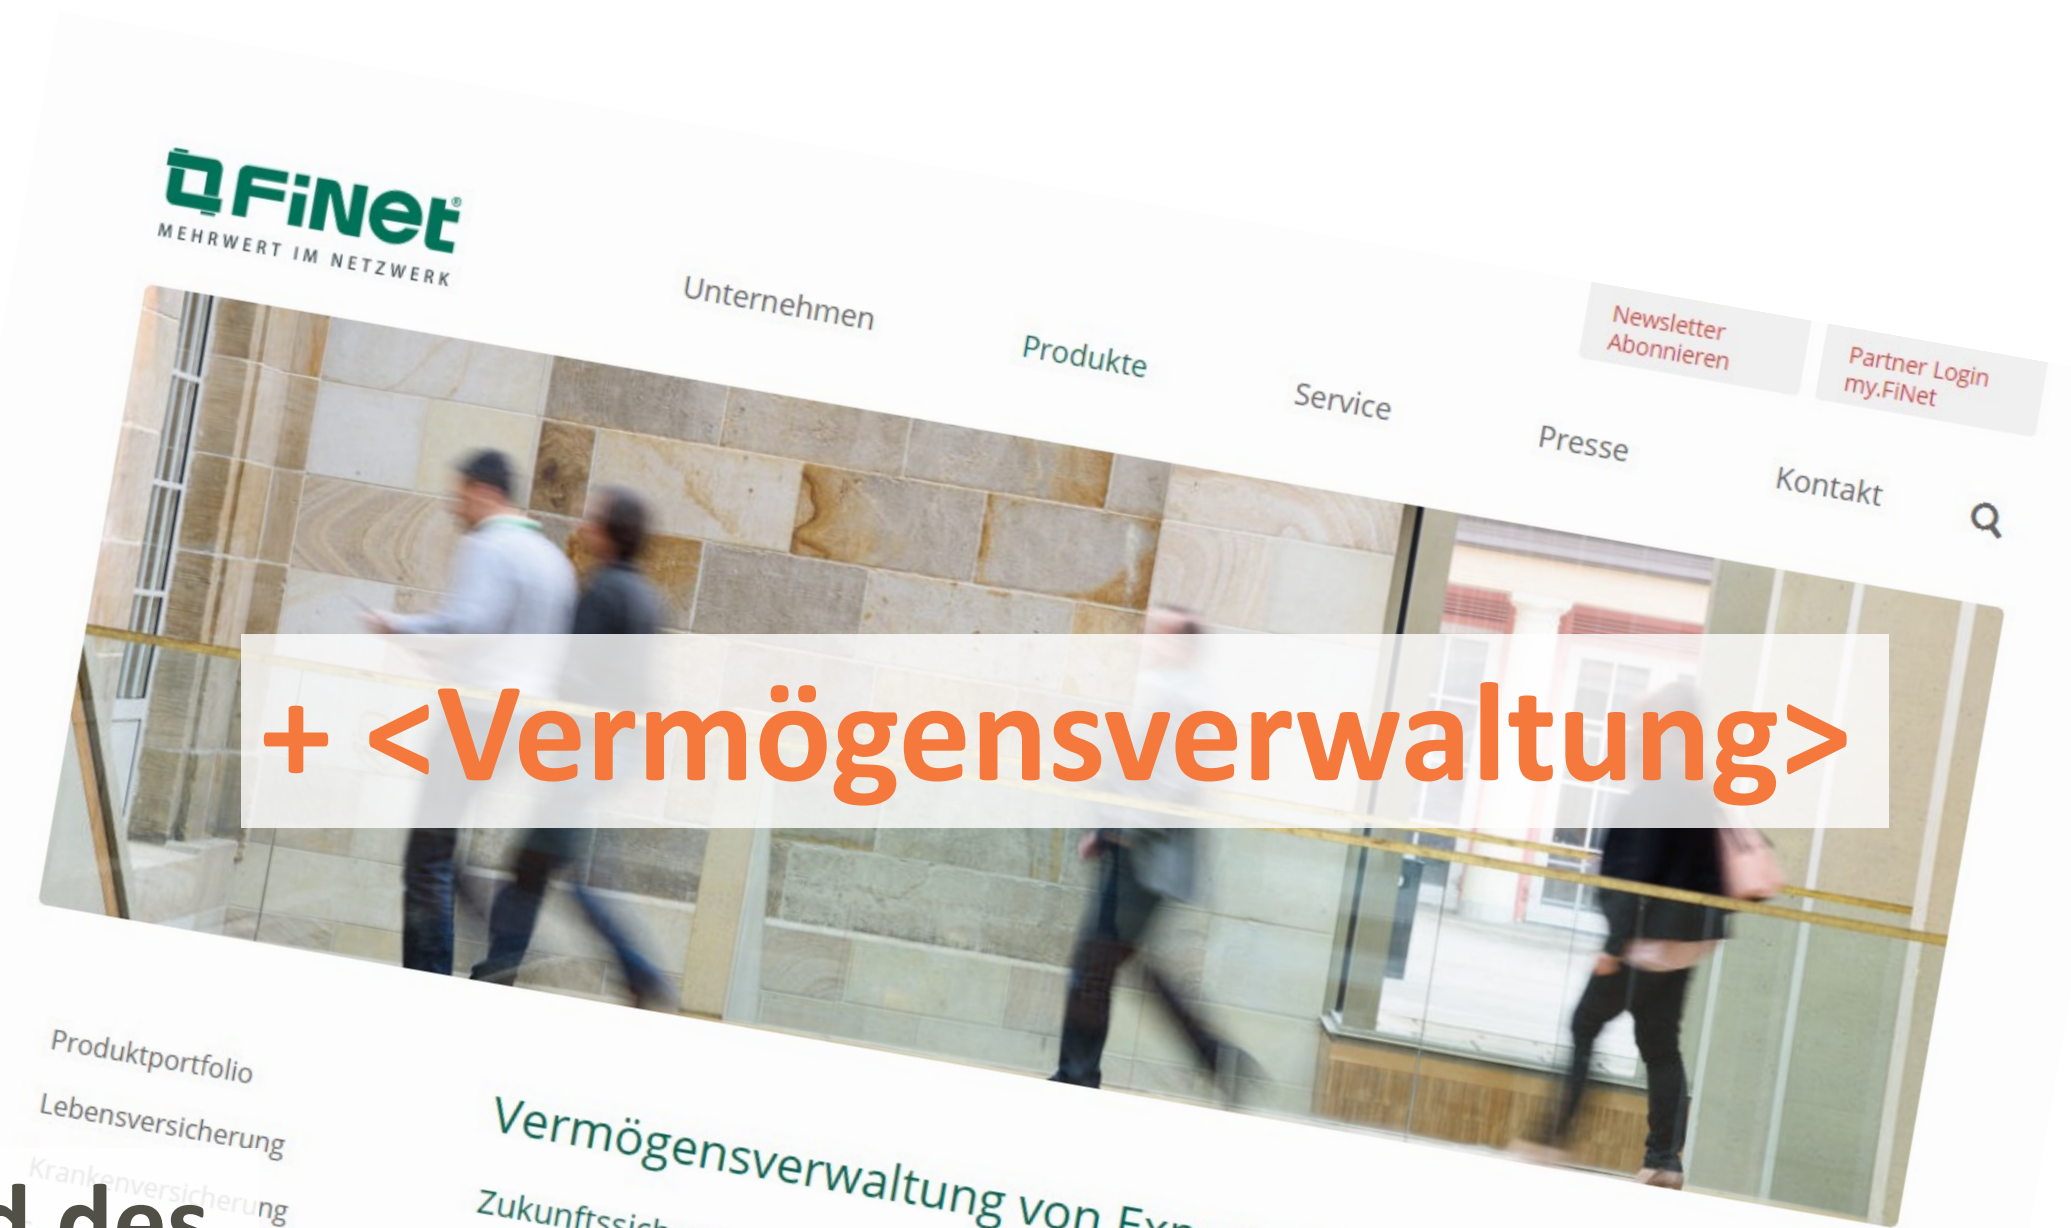 FiNet®
MEHRWERT IM NETZWERK
Newsletter
Abonnieren
Partner Login
my.FiNet
Unternehmen
Produkte
Service
Presse
Kontakt
+ <Vermögensverwaltung>
Produktportfolio
Lebensversicherung
Krankenversicherung
Vermögensverwaltung von
des